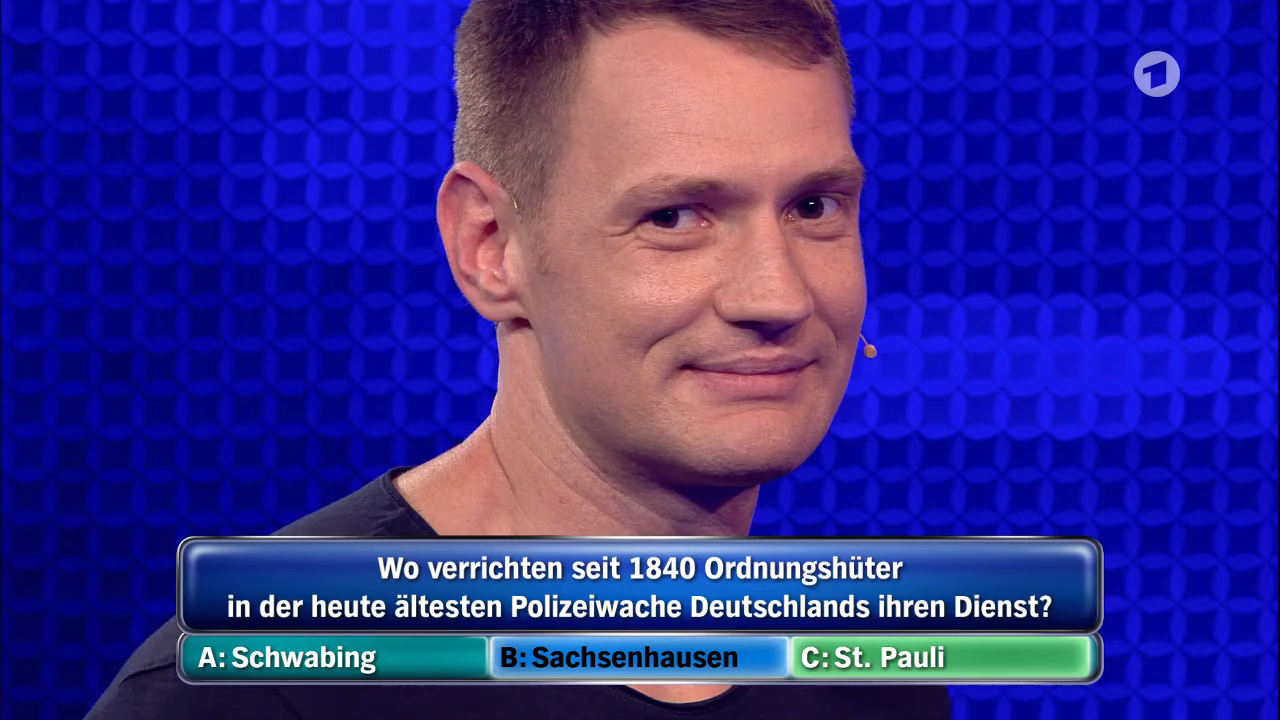 Wo verrichten seit 1840 Ordnungshüter
in der heute ältesten Polizeiwache Deutschlands ihren Dienst?
A: Schwabing B: Sachsenhausen C: St. Pauli